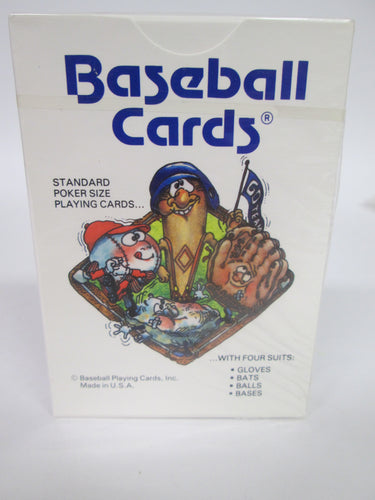 Baseball
Cards®
STANDARD
POKER SIZE
PLAYING CARDS...
...WITH FOUR SUITS:
• GLOVES
• BATS
• BALLS
• BASES
© Baseball Playing Cards, Inc.
Made in U.S.A.